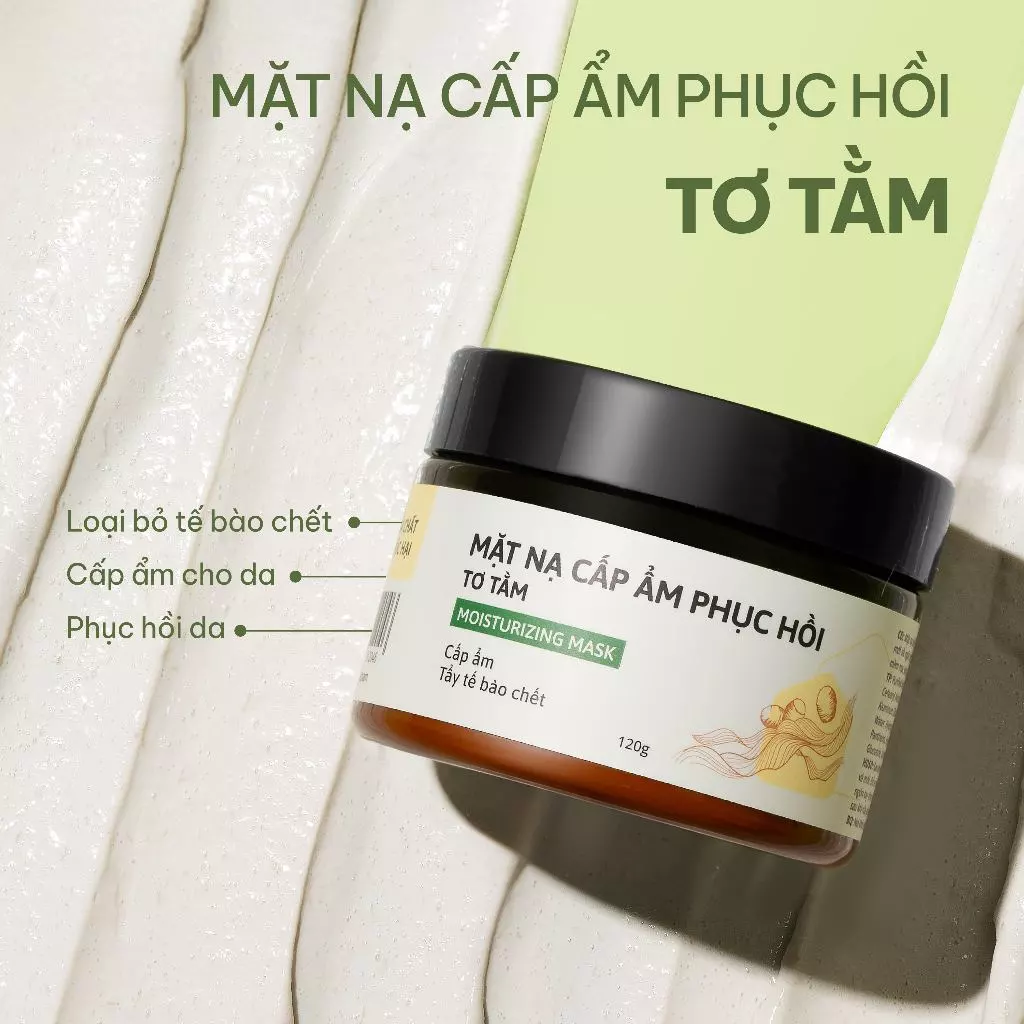 MẶT NẠ CẤP ẨM PHỤC HỒI
TƠ TẰM
Loại bỏ tế bào chết
Cấp ẩm cho da
Phục hồi da
MẶT NẠ CẤP ẨM PHỤC HỒI
TƠ TẰM
MOISTURIZING MASK
Cấp ẩm
Tẩy tế bào chết
120g